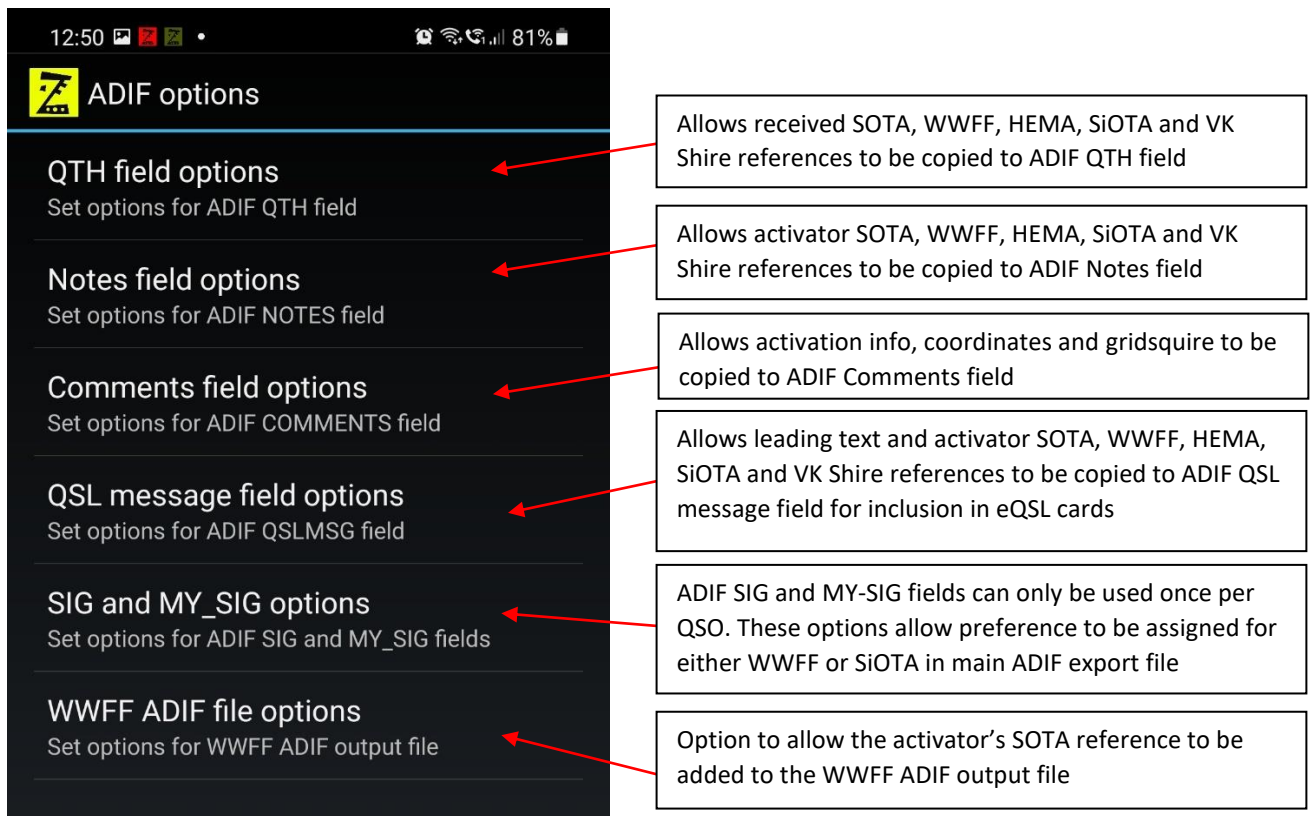 12:50
81%
ADIF options
QTH field options
Set options for ADIF QTH field
Allows received SOTA, WWFF, HEMA, SiOTA and VK
Shire references to be copied to ADIF QTH field
Notes field options
Set options for ADIF NOTES field
Allows activator SOTA, WWFF, HEMA, SiOTA and VK
Shire references to be copied to ADIF Notes field
Comments field options
Set options for ADIF COMMENTS field
Allows activation info, coordinates and gridsquire to be
copied to ADIF Comments field
QSL message field options
Set options for ADIF QSLMSG field
Allows leading text and activator SOTA, WWFF, HEMA,
SiOTA and VK Shire references to be copied to ADIF QSL
message field for inclusion in eQSL cards
SIG and MY_SIG options
Set options for ADIF SIG and MY_SIG fields
ADIF SIG and MY-SIG fields can only be used once per
QSO. These options allow preference to be assigned for
either WWFF or SiOTA in main ADIF export file
WWFF ADIF file options
Set options for WWFF ADIF output file
Option to allow the activator’s SOTA reference to be
added to the WWFF ADIF output file